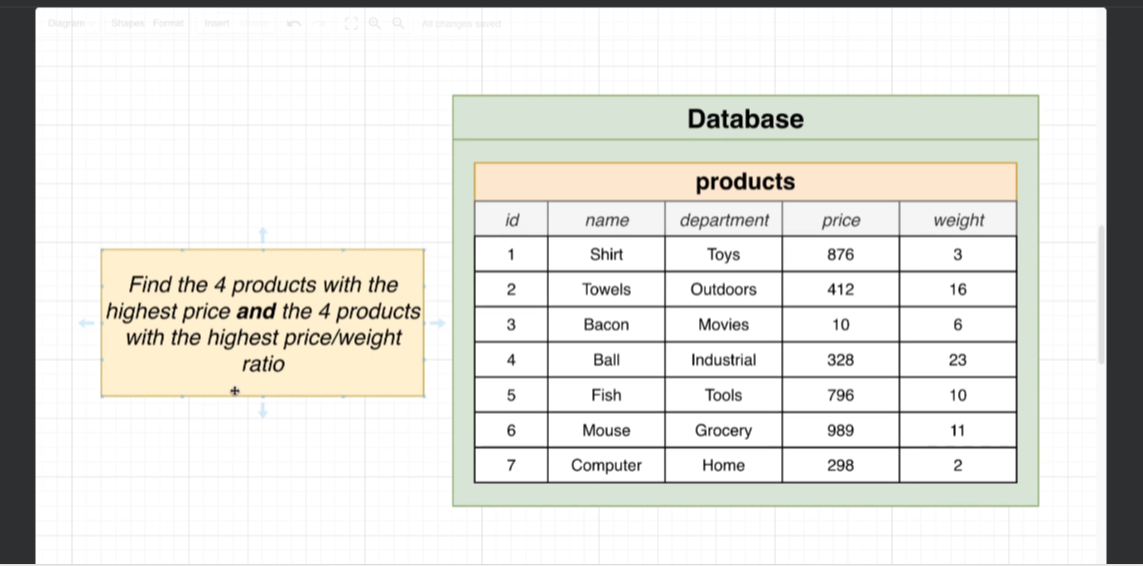 Diagram Shapes Format Insert All changes saved
Database
products
id name department price weight
1 Shirt Toys 876 3
2 Towels Outdoors 412 16
3 Bacon Movies 10 6
4 Ball Industrial 328 23
5 Fish Tools 796 10
6 Mouse Grocery 989 11
7 Computer Home 298 2
Find the 4 products with the
highest price and the 4 products
with the highest price/weight
ratio